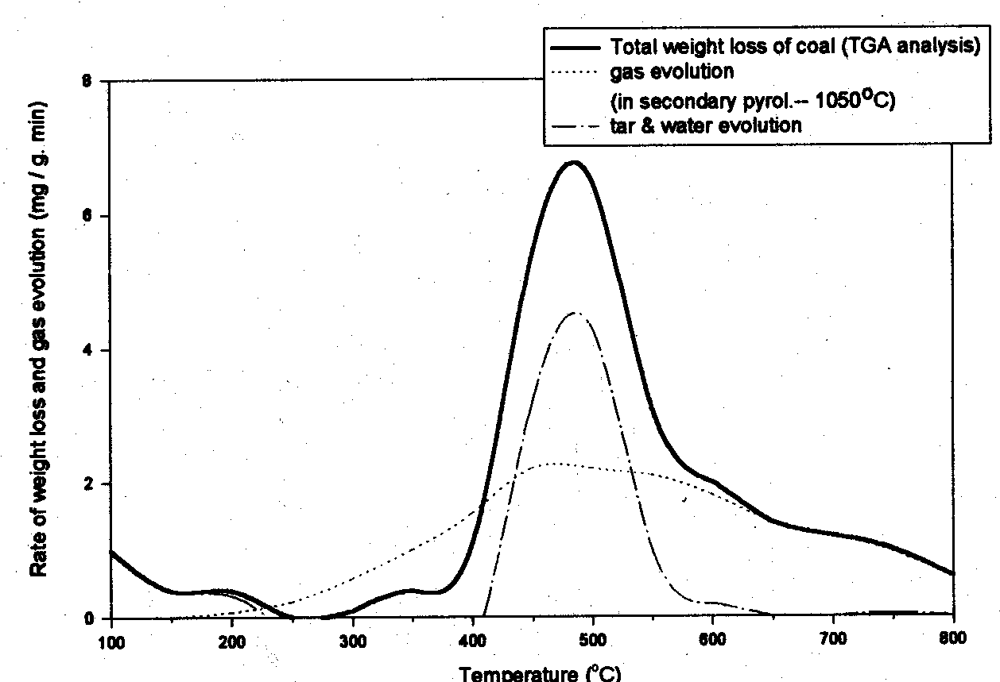 Total weight loss of coal (TGA analysis)
gas evolution
(in secondary pyrol.-- 1050°C)
tar & water evolution
Rate of weight loss and gas evolution (mg / g. min)
8
6
4
2
0
100 200 300 400 500 600 700 800
Temperature (°C)